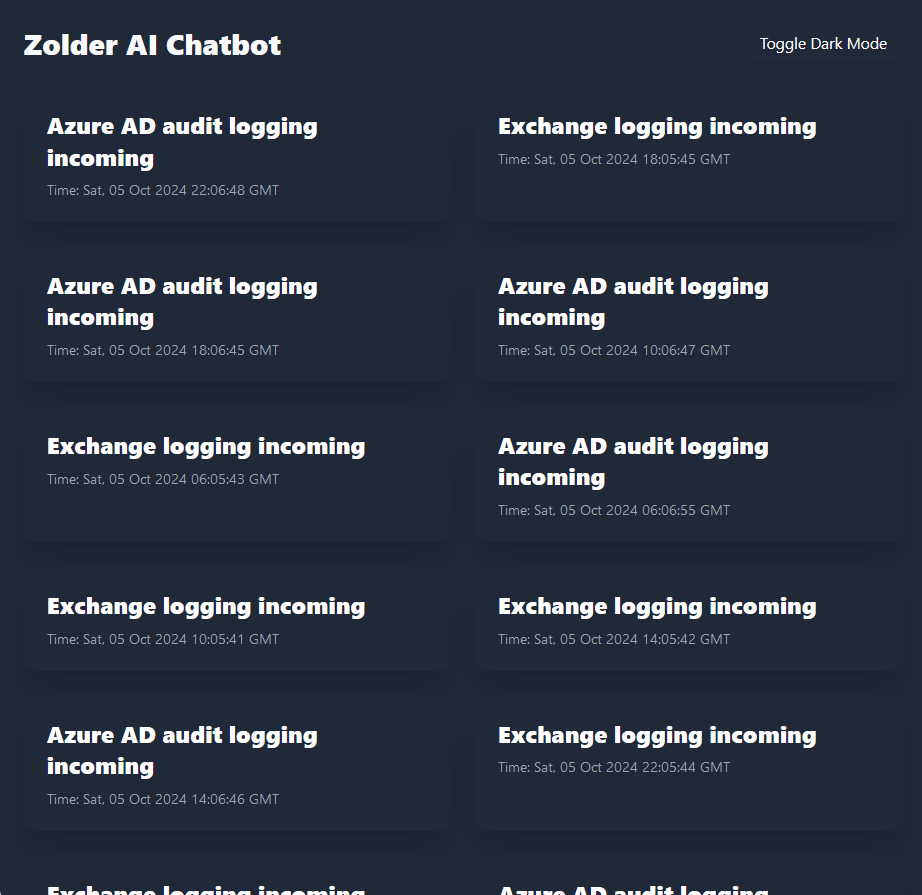 Zolder AI Chatbot
Toggle Dark Mode
Azure AD audit logging
incoming
Time: Sat, 05 Oct 2024 22:06:48 GMT
Exchange logging incoming
Time: Sat, 05 Oct 2024 18:05:45 GMT
Azure AD audit logging
incoming
Time: Sat, 05 Oct 2024 18:06:45 GMT
Azure AD audit logging
incoming
Time: Sat, 05 Oct 2024 10:06:47 GMT
Exchange logging incoming
Time: Sat, 05 Oct 2024 06:05:43 GMT
Azure AD audit logging
incoming
Time: Sat, 05 Oct 2024 06:06:55 GMT
Exchange logging incoming
Time: Sat, 05 Oct 2024 10:05:41 GMT
Exchange logging incoming
Time: Sat, 05 Oct 2024 14:05:42 GMT
Azure AD audit logging
incoming
Time: Sat, 05 Oct 2024 14:06:46 GMT
Exchange logging incoming
Time: Sat, 05 Oct 2024 22:05:44 GMT
Exchange logging incoming
Azure AD audit logging